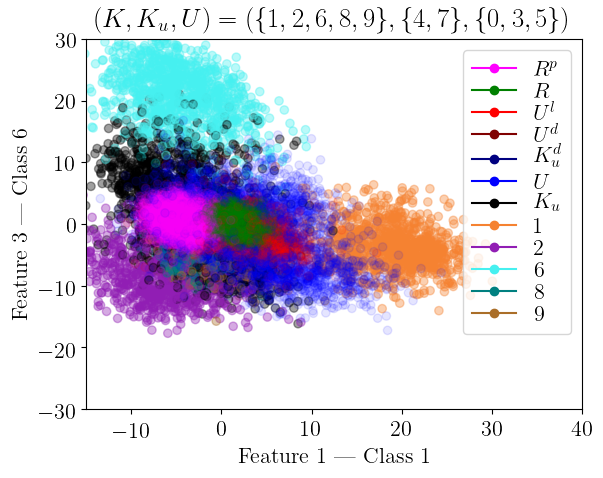 (K, K_u, U) = ({1, 2, 6, 8, 9}, {4, 7}, {0, 3, 5})
30
20
10
0
−10
−20
−30
Feature 3 — Class 6
−10
0
10
20
30
40
Feature 1 — Class 1
R^p
R
U^l
U^d
K_u^d
U
K_u
1
2
6
8
9